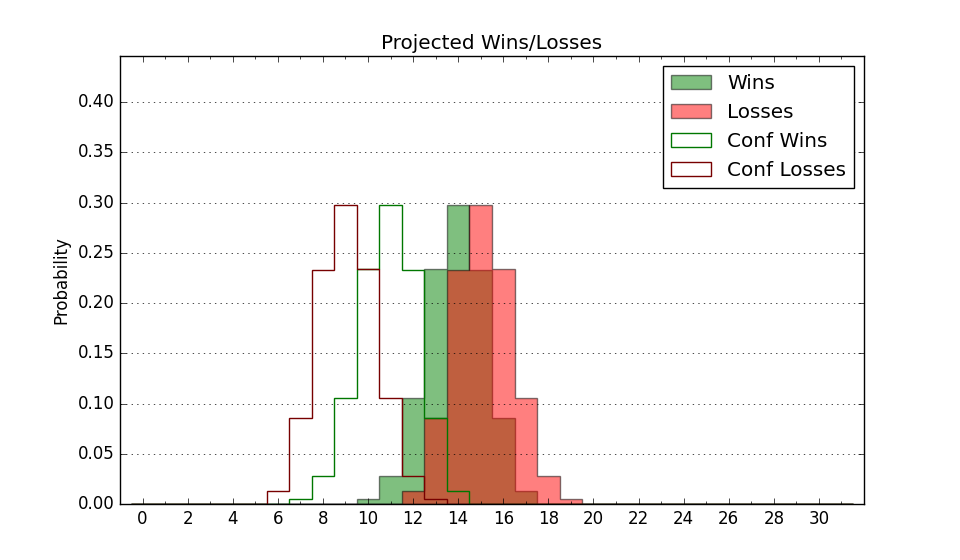 Projected Wins/Losses
Wins
Losses
Conf Wins
Conf Losses
Probability
0.40
0.35
0.30
0.25
0.20
0.15
0.10
0.05
0.00
0 2 4 6 8 10 12 14 16 18 20 22 24 26 28 30